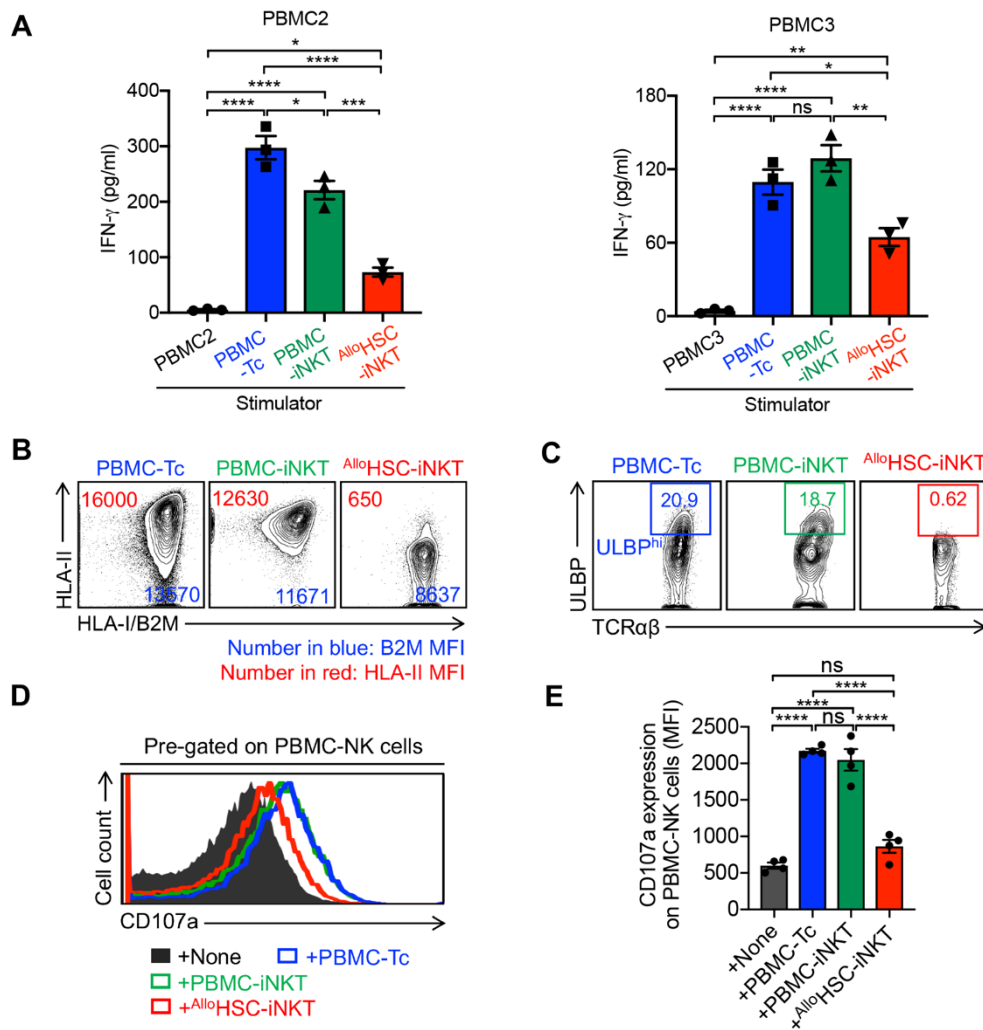 A
PBMC2
*
****
****
**** * ***
IFN-γ (pg/ml)
400
300
200
100
0
PBMC2
PBMC
-Tc
PBMC
-iNKT
AlloHSC
-iNKT
Stimulator
PBMC3
**
*
****
**** ns **
IFN-γ (pg/ml)
180
120
60
0
PBMC3
PBMC
-Tc
PBMC
-iNKT
AlloHSC
-iNKT
Stimulator
B
PBMC-Tc PBMC-iNKT AlloHSC-iNKT
16000 12630 650
HLA-II
13570 11671 8637
HLA-I/B2M
Number in blue: B2M MFI
Number in red: HLA-II MFI
C
PBMC-Tc PBMC-iNKT AlloHSC-iNKT
20.9 18.7 0.62
ULBPhi
ULBP
TCRαβ
D
Pre-gated on PBMC-NK cells
Cell count
CD107a
+None +PBMC-Tc
+PBMC-iNKT
+AlloHSC-iNKT
E
ns
****
****
**** ns ****
CD107a expression
on PBMC-NK cells (MFI)
2500
2000
1500
1000
500
0
+None
+PBMC-Tc
+PBMC-iNKT
+AlloHSC-iNKT